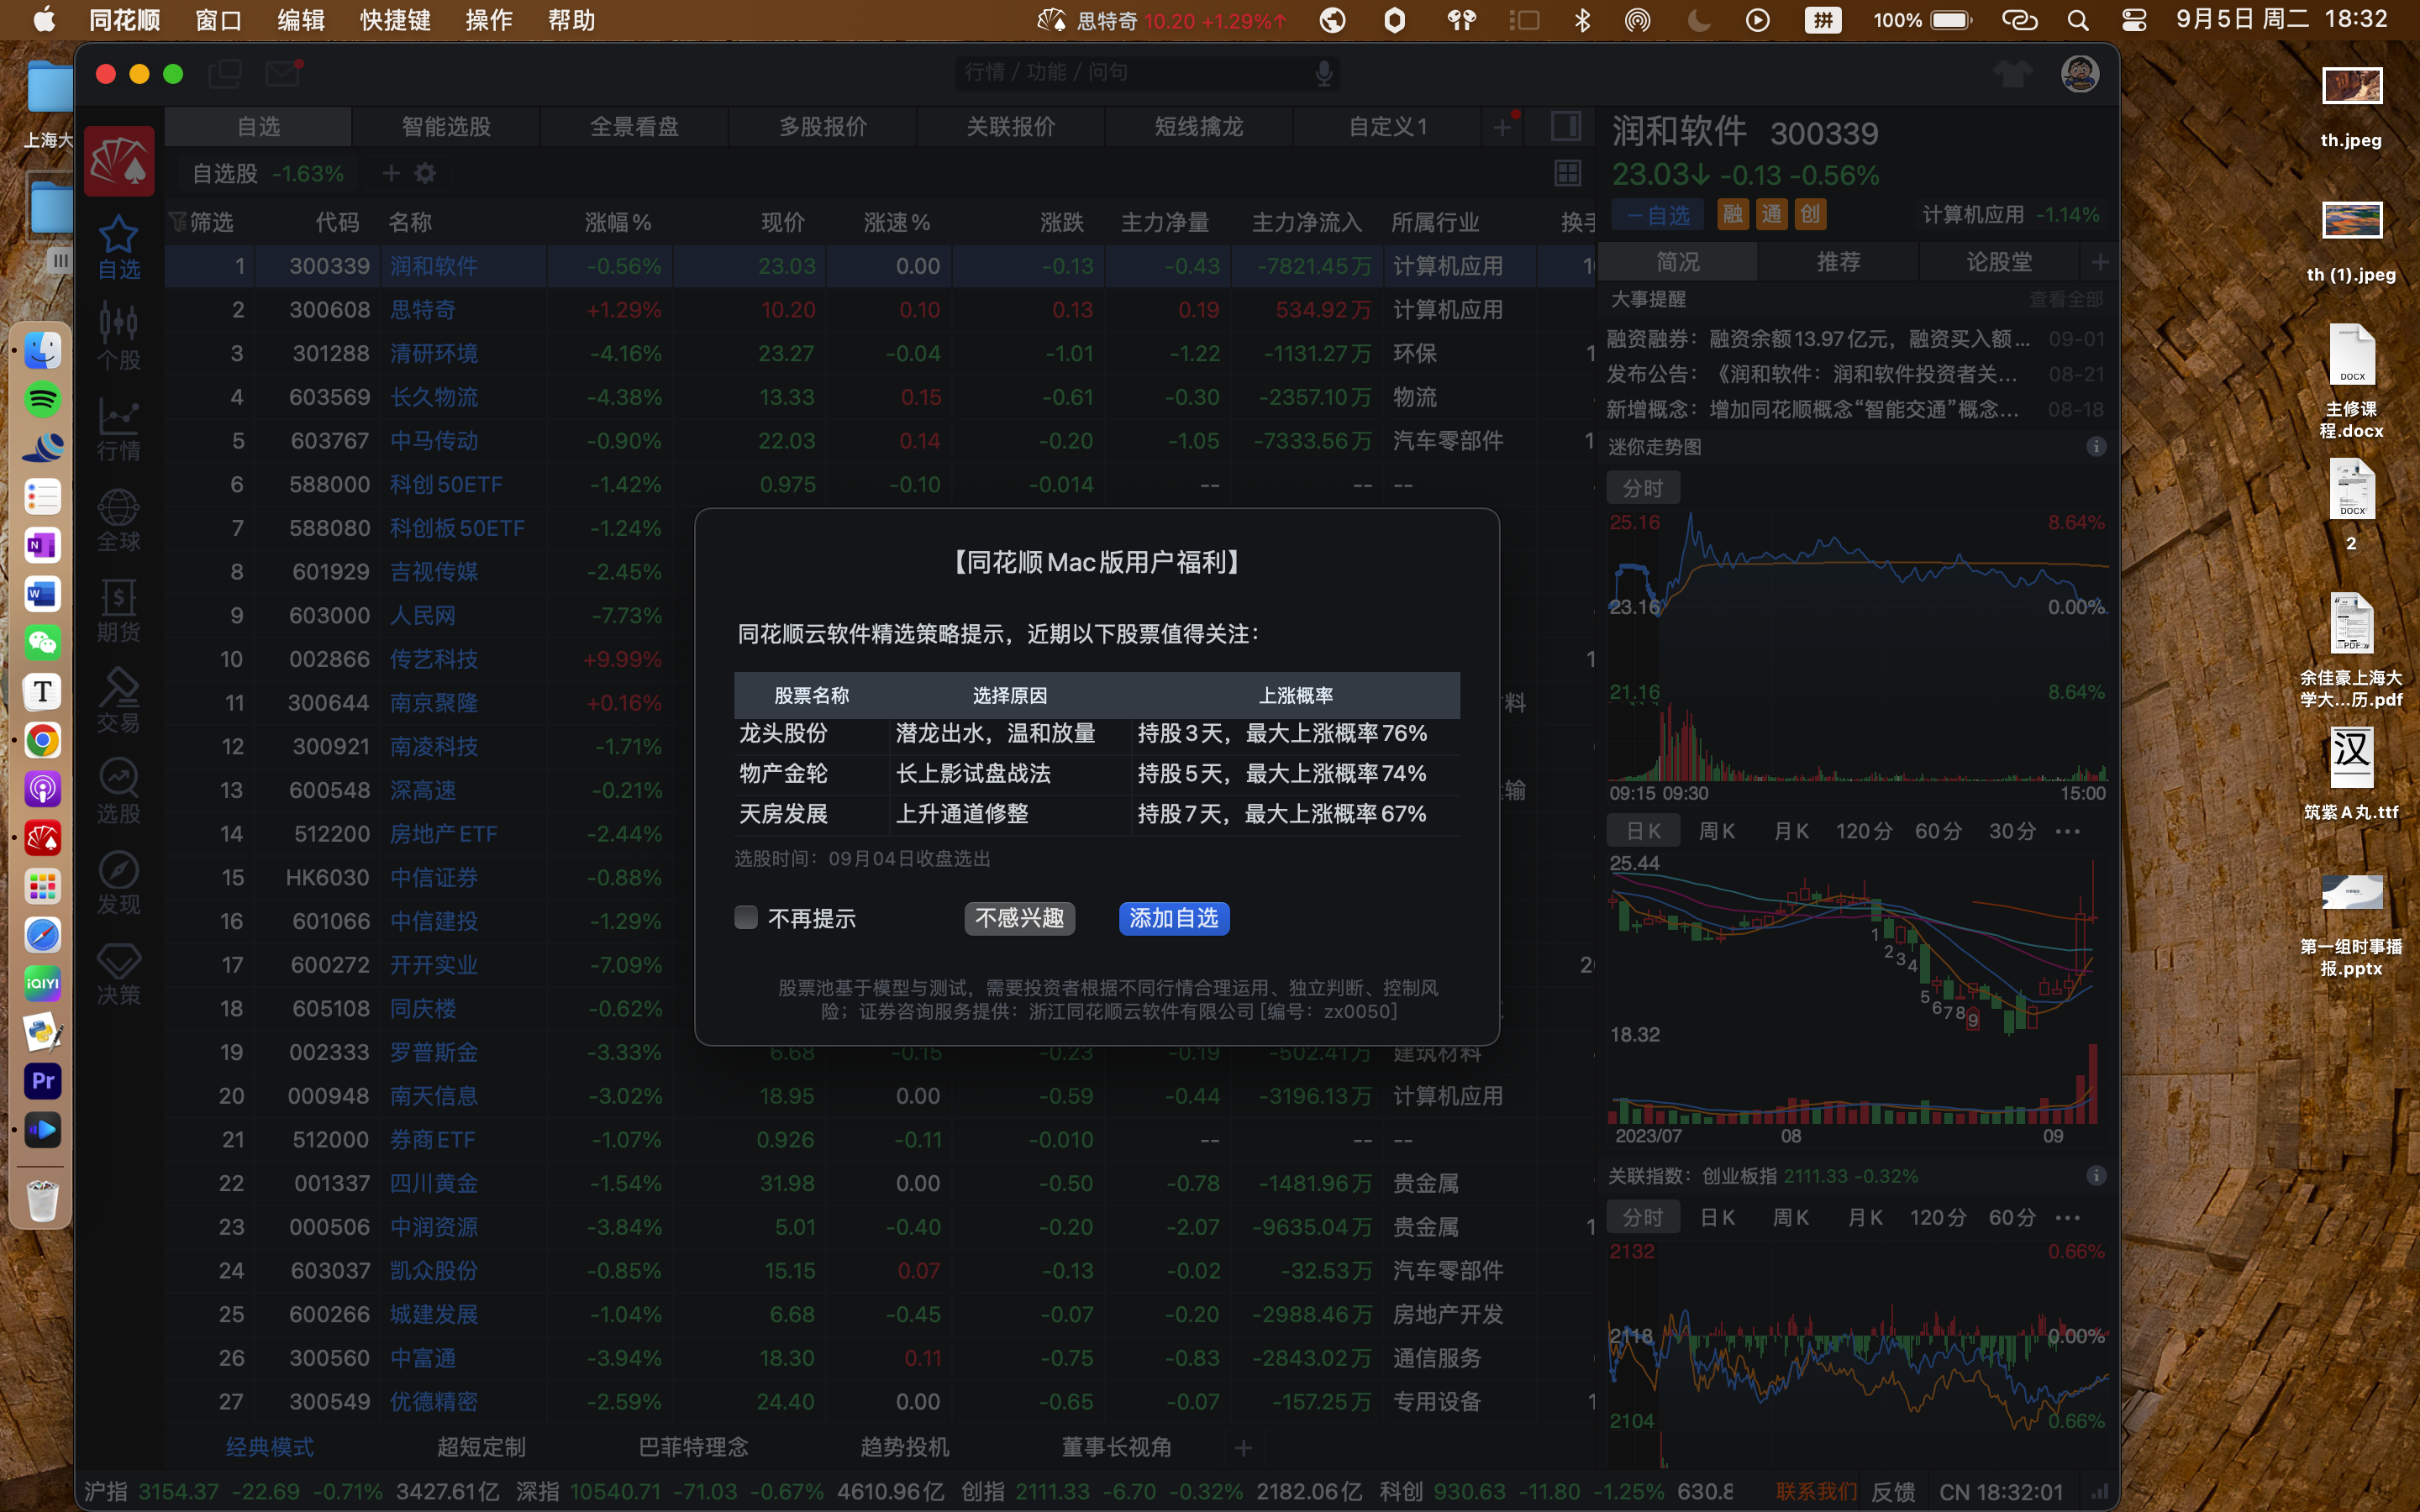 同花顺 窗口 编辑 快捷键 操作 帮助 思特奇 10.20 +1.29%↑ 拼 100% 9月5日 周二 18:32
行情 / 功能 / 问句
上海大
自选 智能选股 全景看盘 多股报价 关联报价 短线擒龙 自定义1 +
自选股 -1.63% +
筛选 代码 名称 涨幅% 现价 涨速% 涨跌 主力净量 主力净流入 所属行业 换手
1 300339 润和软件 -0.56% 23.03 0.00 -0.13 -0.43 -7821.45万 计算机应用
2 300608 思特奇 +1.29% 10.20 0.10 0.13 0.19 534.92万 计算机应用
3 301288 清研环境 -4.16% 23.27 -0.04 -1.01 -1.22 -1131.27万 环保
4 603569 长久物流 -4.38% 13.33 0.15 -0.61 -0.30 -2357.10万 物流
5 603767 中马传动 -0.90% 22.03 0.14 -0.20 -1.05 -7333.56万 汽车零部件
6 588000 科创50ETF -1.42% 0.975 -0.10 -0.014 -- -- --
7 588080 科创板50ETF -1.24%
8 601929 吉视传媒 -2.45%
9 603000 人民网 -7.73%
10 002866 传艺科技 +9.99%
11 300644 南京聚隆 +0.16% 料
12 300921 南凌科技 -1.71%
13 600548 深高速 -0.21% 输
14 512200 房地产ETF -2.44%
15 HK6030 中信证券 -0.88%
16 601066 中信建投 -1.29%
17 600272 开开实业 -7.09%
18 605108 同庆楼 -0.62%
19 002333 罗普斯金 -3.33% 6.68 -0.15 -0.23 -0.19 -502.41万 建筑材料
20 000948 南天信息 -3.02% 18.95 0.00 -0.59 -0.44 -3196.13万 计算机应用
21 512000 券商ETF -1.07% 0.926 -0.11 -0.010 -- -- --
22 001337 四川黄金 -1.54% 31.98 0.00 -0.50 -0.78 -1481.96万 贵金属
23 000506 中润资源 -3.84% 5.01 -0.40 -0.20 -2.07 -9635.04万 贵金属
24 603037 凯众股份 -0.85% 15.15 0.07 -0.13 -0.02 -32.53万 汽车零部件
25 600266 城建发展 -1.04% 6.68 -0.45 -0.07 -0.20 -2988.46万 房地产开发
26 300560 中富通 -3.94% 18.30 0.11 -0.75 -0.83 -2843.02万 通信服务
27 300549 优德精密 -2.59% 24.40 0.00 -0.65 -0.07 -157.25万 专用设备
经典模式 超短定制 巴菲特理念 趋势投机 董事长视角 +
沪指 3154.37 -22.69 -0.71% 3427.61亿 深指 10540.71 -71.03 -0.67% 4610.96亿 创指 2111.33 -6.70 -0.32% 2182.06亿 科创 930.63 -11.80 -1.25% 630.8 联系我们 反馈 CN 18:32:01
自选
个股
行情
全球
期货
交易
选股
发现
决策
【同花顺Mac版用户福利】
同花顺云软件精选策略提示，近期以下股票值得关注：
股票名称 选择原因 上涨概率
龙头股份 潜龙出水，温和放量 持股3天，最大上涨概率76%
物产金轮 长上影试盘战法 持股5天，最大上涨概率74%
天房发展 上升通道修整 持股7天，最大上涨概率67%
选股时间：09月04日收盘选出
不再提示 不感兴趣 添加自选
股票池基于模型与测试，需要投资者根据不同行情合理运用、独立判断、控制风
险；证券咨询服务提供：浙江同花顺云软件有限公司 [编号：zx0050]
润和软件 300339
23.03↓ -0.13 -0.56%
－自选 融 通 创 计算机应用 -1.14%
简况 推荐 论股堂 +
大事提醒 查看全部
融资融券：融资余额13.97亿元，融资买入额... 09-01
发布公告：《润和软件：润和软件投资者关... 08-21
新增概念：增加同花顺概念“智能交通”概念... 08-18
迷你走势图
分时
25.16 8.64%
23.16 0.00%
21.16 8.64%
09:15 09:30 15:00
日K 周K 月K 120分 60分 30分 ···
25.44
1 2 3 4
5 6 7 8 9
18.32
2023/07 08 09
关联指数：创业板指 2111.33 -0.32%
分时 日K 周K 月K 120分 60分 ···
2132 0.66%
2118 0.00%
2104 0.66%
th.jpeg
th (1).jpeg
DOCX
主修课
程.docx
DOCX
2
PDF
余佳豪上海大
学大...历.pdf
汉
筑紫A丸.ttf
第一组时事播
报.pptx
N
W
T
iQIYI
Pr